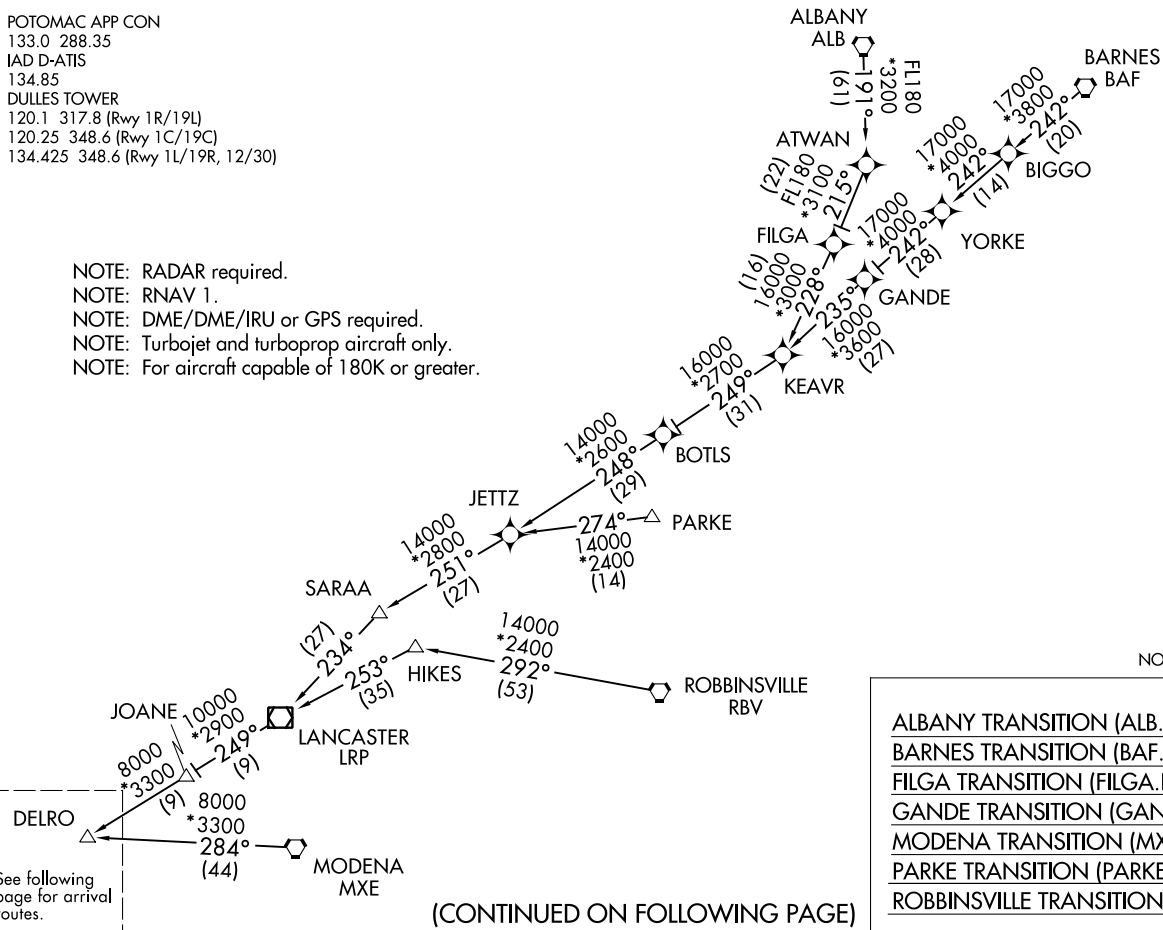 POTOMAC APP CON
133.0 288.35
IAD D-ATIS
134.85
DULLES TOWER
120.1 317.8 (Rwy 1R/19L)
120.25 348.6 (Rwy 1C/19C)
134.425 348.6 (Rwy 1L/19R, 12/30)
NOTE: RADAR required.
NOTE: RNAV 1.
NOTE: DME/DME/IRU or GPS required.
NOTE: Turbojet and turboprop aircraft only.
NOTE: For aircraft capable of 180K or greater.
ALBANY
ALB
FL180
*3200
191°
(61)
BARNES
BAF
17000
*3800
242°
(20)
BIGGO
17000
*4000
242°
(14)
YORKE
17000
*4000
242°
(28)
GANDE
ATWAN
(22)
FL180
*3100
215°
FILGA
(16)
16000
*3000
228°
235°
16000
*3600
(27)
KEAVR
16000
*2700
249°
(31)
BOTLS
14000
*2600
248°
(29)
JETTZ
274°
14000
*2400
(14)
PARKE
14000
*2800
251°
(27)
SARAA
(27)
234°
14000
*2400
292°
(53)
HIKES
253°
(35)
ROBBINSVILLE
RBV
LANCASTER
LRP
JOANE
10000
*2900
249°
(9)
8000
*3300
(9)
DELRO
8000
*3300
284°
(44)
MODENA
MXE
See following
page for arrival
routes.
(CONTINUED ON FOLLOWING PAGE)
NO
ALBANY TRANSITION (ALB.
BARNES TRANSITION (BAF.
FILGA TRANSITION (FILGA.
GANDE TRANSITION (GAN
MODENA TRANSITION (MX
PARKE TRANSITION (PARKE
ROBBINSVILLE TRANSITION